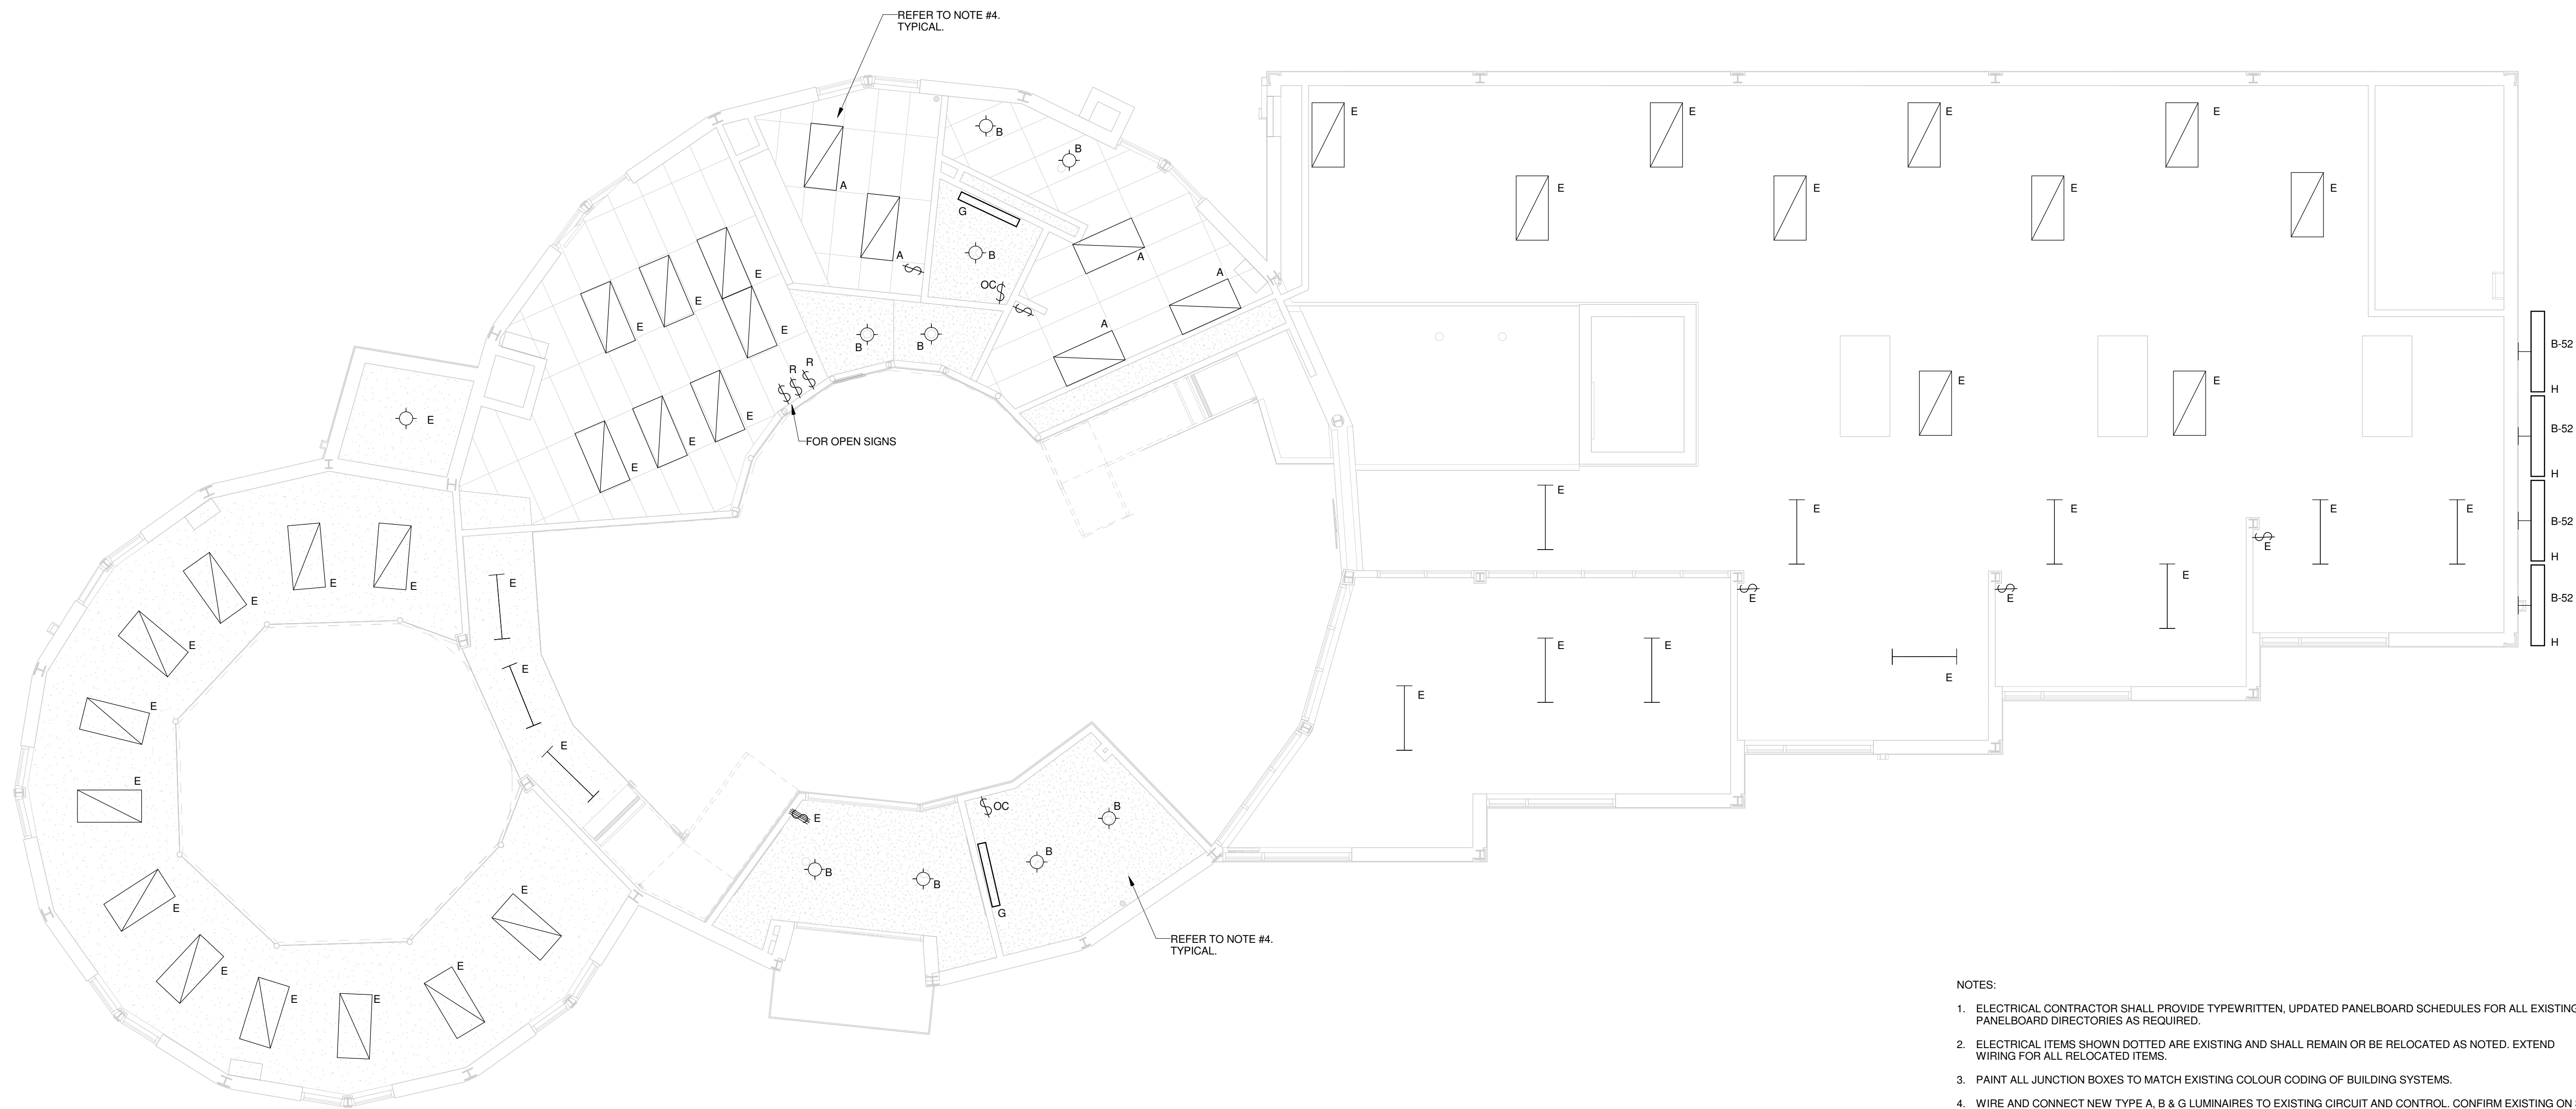 REFER TO NOTE #4.
TYPICAL.
E
E
E
E
B
B
A
E
E
E
E
G
A
B
A
E
A
E
OC
E
E
A
B
B
B-52
R
R
E
E
H
E
E
E
B-52
FOR OPEN SIGNS
E
E
H
E
E
E
E
E
B-52
E
E
H
E
E
E
E
E
E
E
B-52
E
E
E
H
E
E
E
E
E
E
OC
B
E
B
B
B
E
E
G
REFER TO NOTE #4.
TYPICAL.
E
E
E
E
NOTES:
1. ELECTRICAL CONTRACTOR SHALL PROVIDE TYPEWRITTEN, UPDATED PANELBOARD SCHEDULES FOR ALL EXISTING
PANELBOARD DIRECTORIES AS REQUIRED.
2. ELECTRICAL ITEMS SHOWN DOTTED ARE EXISTING AND SHALL REMAIN OR BE RELOCATED AS NOTED. EXTEND
WIRING FOR ALL RELOCATED ITEMS.
3. PAINT ALL JUNCTION BOXES TO MATCH EXISTING COLOUR CODING OF BUILDING SYSTEMS.
4. WIRE AND CONNECT NEW TYPE A, B & G LUMINAIRES TO EXISTING CIRCUIT AND CONTROL. CONFIRM EXISTING ON